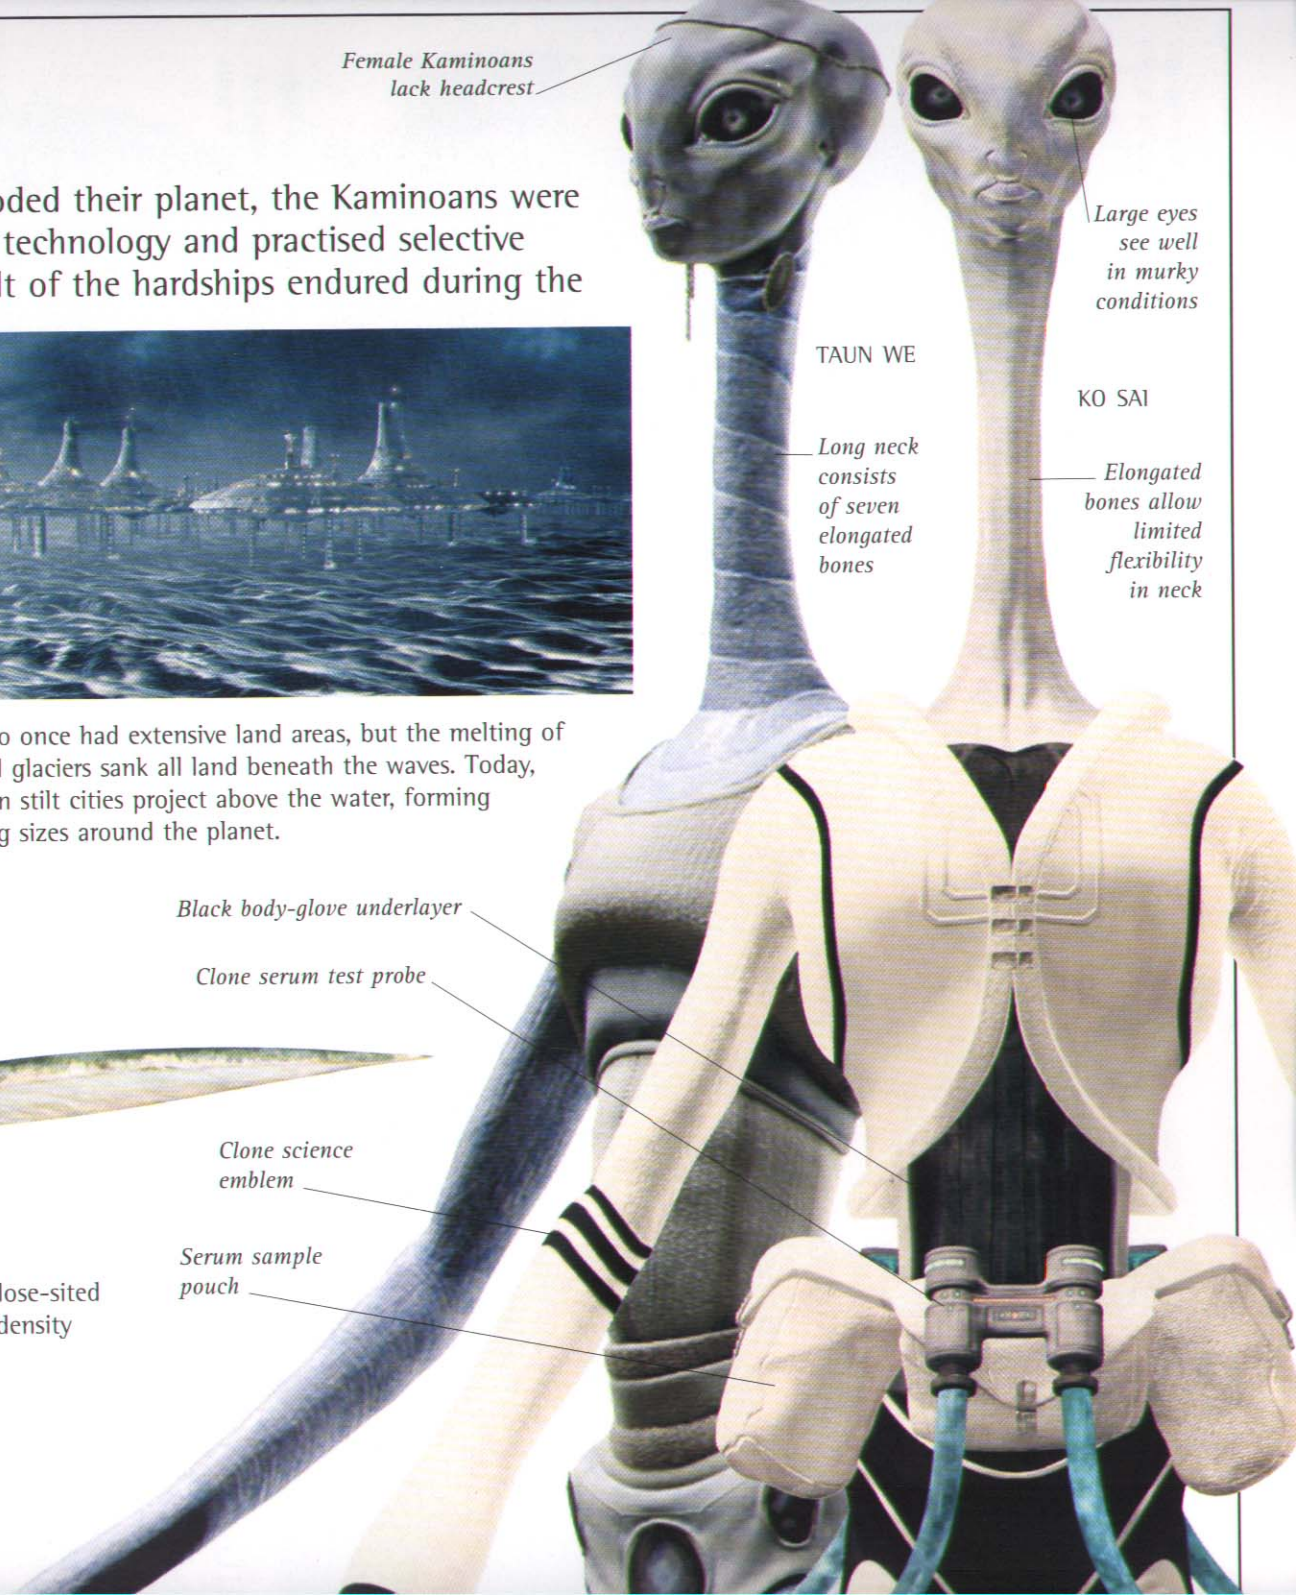 Female Kaminoans
lack headcrest
oded their planet, the Kaminoans were
technology and practised selective
lt of the hardships endured during the
Large eyes
see well
in murky
conditions
TAUN WE
KO SAI
Long neck
consists
of seven
elongated
bones
Elongated
bones allow
limited
flexibility
in neck
o once had extensive land areas, but the melting of
l glaciers sank all land beneath the waves. Today,
n stilt cities project above the water, forming
g sizes around the planet.
Black body-glove underlayer
Clone serum test probe
Clone science
emblem
Serum sample
pouch
lose-sited
density